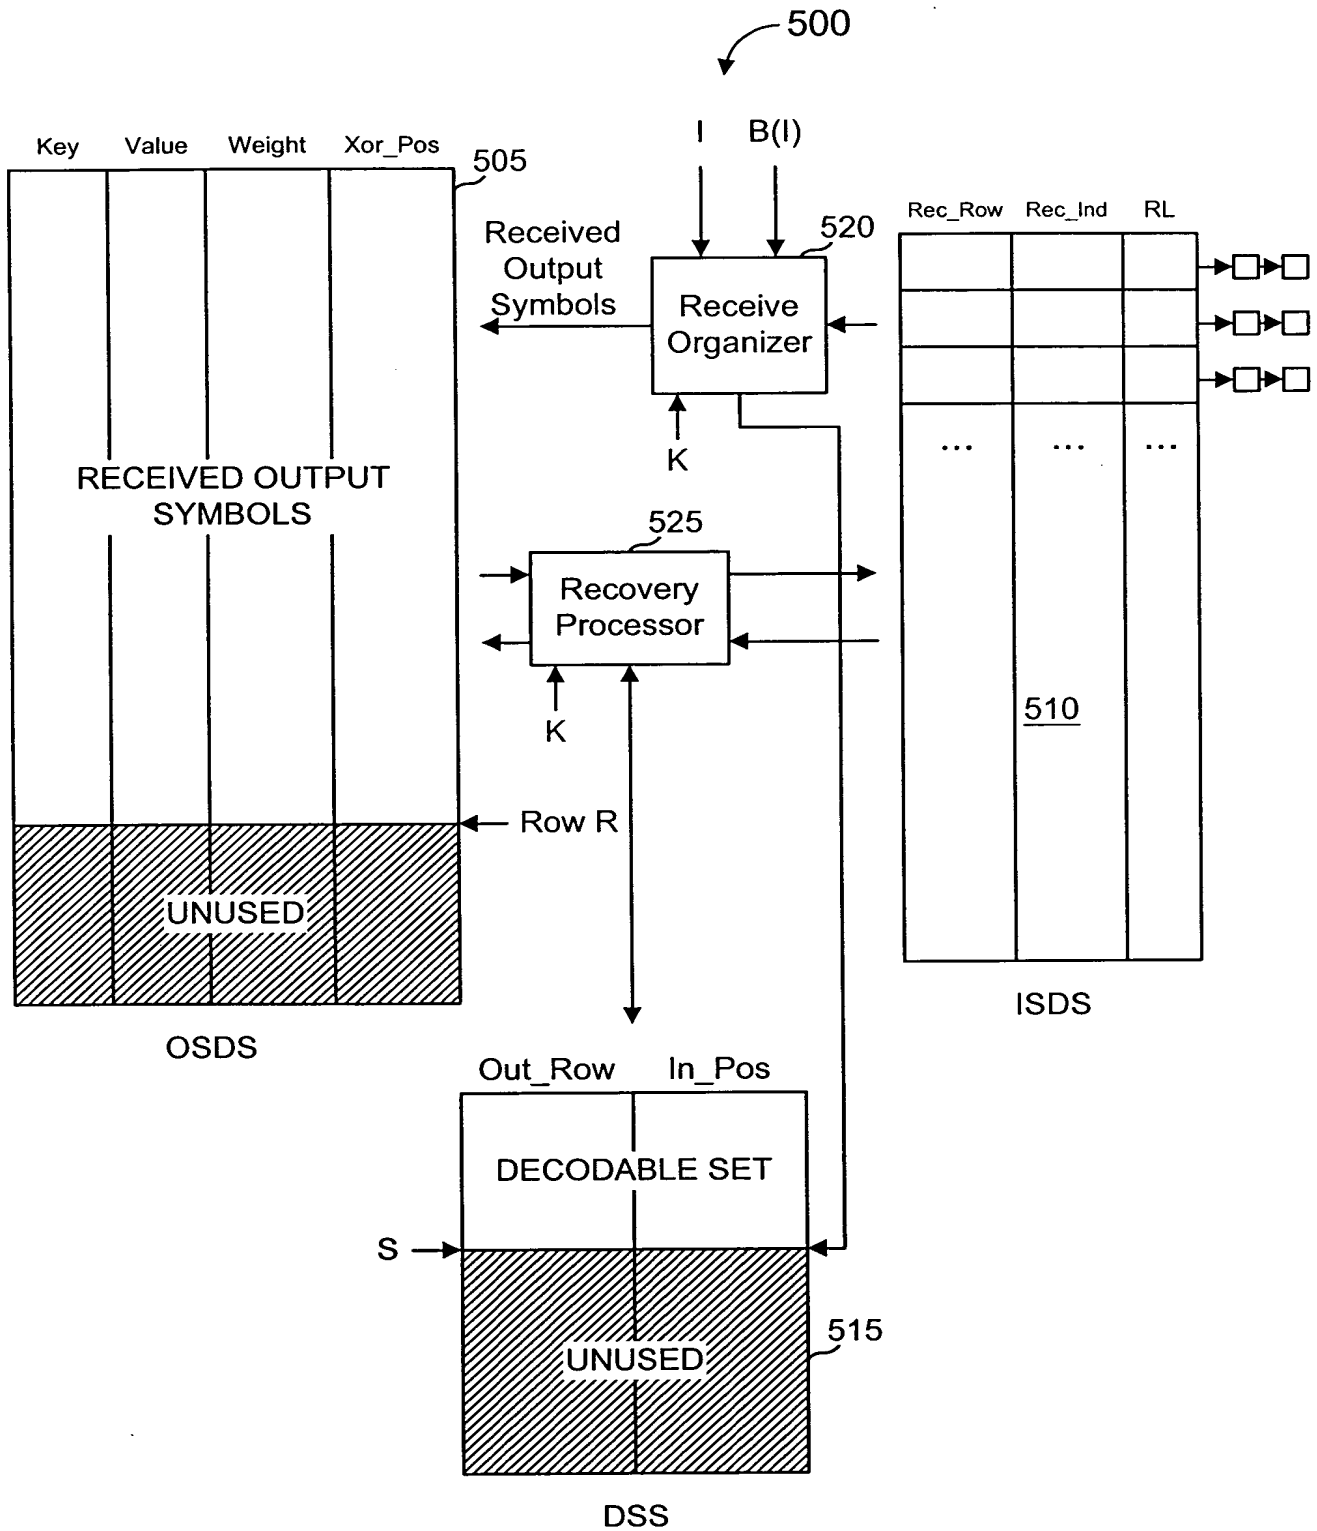 500
I B(I)
Key Value Weight Xor_Pos
505
Rec_Row Rec_Ind RL
520
Received
Output
Symbols
Receive
Organizer
K
...
...
...
RECEIVED OUTPUT
SYMBOLS
525
Recovery
Processor
K
510
Row R
UNUSED
OSDS
ISDS
Out_Row In_Pos
DECODABLE SET
S
515
UNUSED
DSS